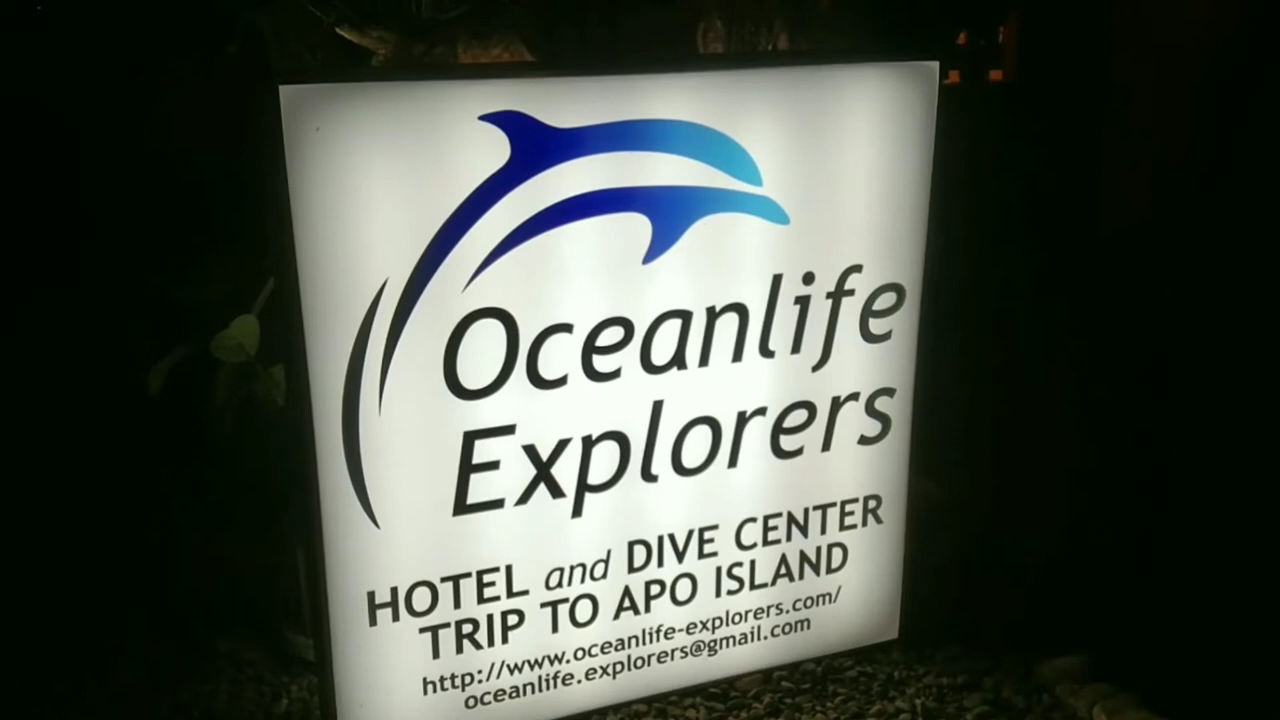 Oceanlife
Explorers
HOTEL and DIVE CENTER
TRIP TO APO ISLAND
http://www.oceanlife-explorers.com/
oceanlife.explorers@gmail.com